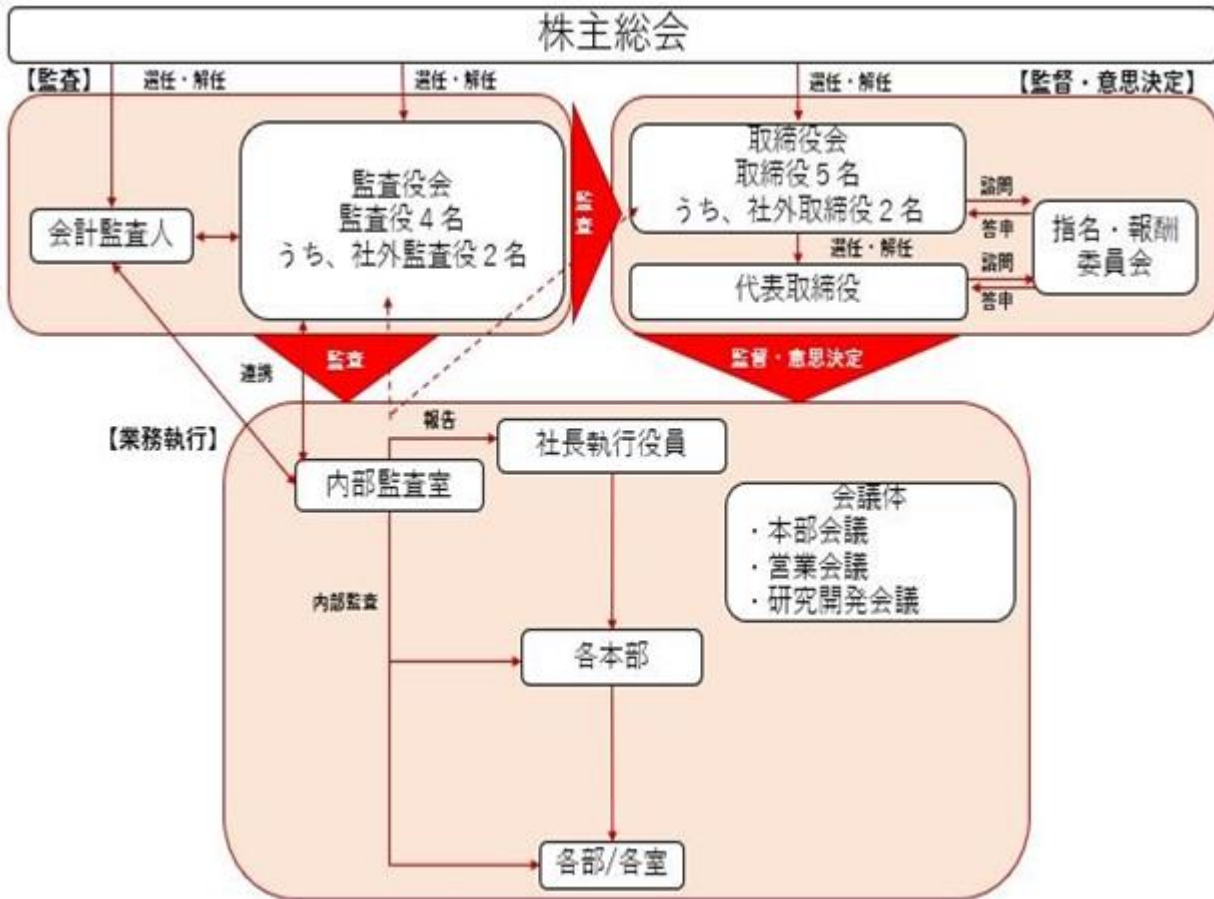 株主総会
【監査】
選任・解任
選任・解任
選任・解任
【監督・意思決定】
会計監査人
監査役会
監査役4名
うち、社外監査役2名
監査
取締役会
取締役5名
うち、社外取締役2名
選任・解任
代表取締役
諮問
答申
諮問
答申
指名・報酬
委員会
監査
監督・意思決定
連携
【業務執行】
報告
社長執行役員
内部監査室
会議体
・本部会議
・営業会議
・研究開発会議
内部監査
各本部
各部/各室